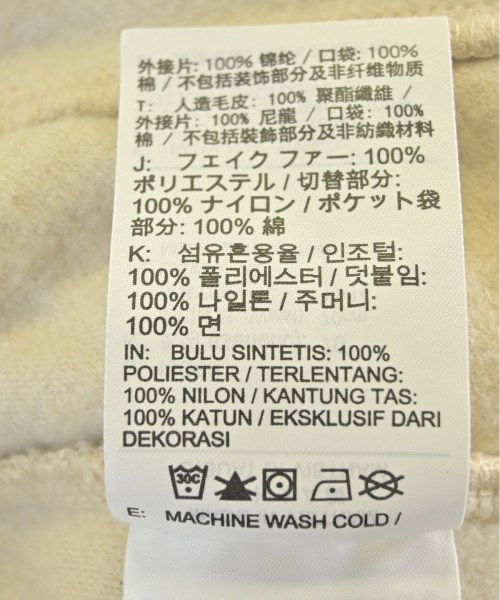 外接片: 100% 锦纶 / 口袋: 100%
棉 / 不包括装饰部分及非纤维物质
T: 人造毛皮: 100% 聚酯纖維 /
外接片: 100% 尼龍 / 口袋: 100%
棉 / 不包括裝飾部分及非紡織材料
J: フェイク ファー: 100%
ポリエステル / 切替部分:
100% ナイロン / ポケット袋
部分: 100% 綿
K: 섬유혼용율 / 인조털:
100% 폴리에스터 / 덧붙임:
100% 나일론 / 주머니:
100% 면
IN: BULU SINTETIS: 100%
POLIESTER / TERLENTANG:
100% NILON / KANTUNG TAS:
100% KATUN / EKSKLUSIF DARI
DEKORASI
30C
E: MACHINE WASH COLD /